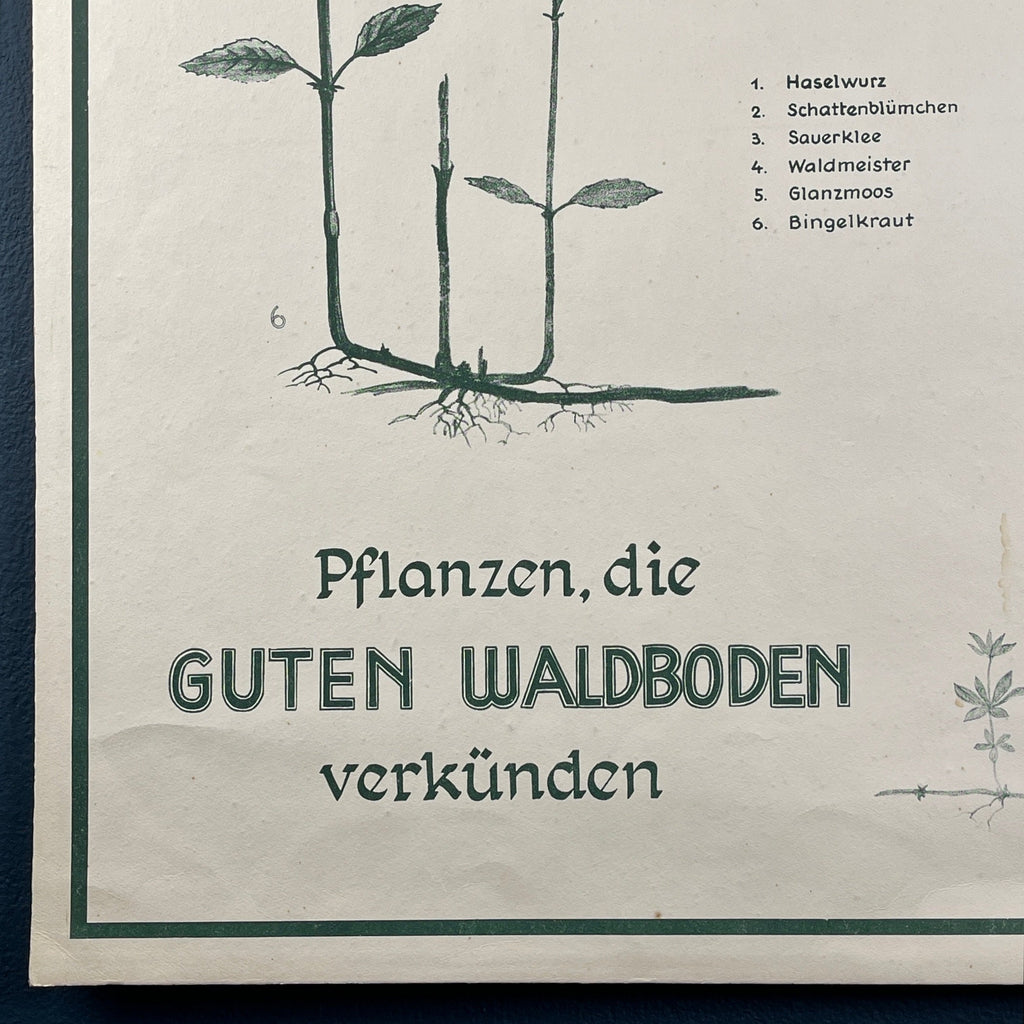 1. Haselwurz
2. Schattenblümchen
3. Sauerklee
4. Waldmeister
5. Glanzmoos
6. Bingelkraut
6
Pflanzen, die
GUTEN WALDBODEN
verkünden